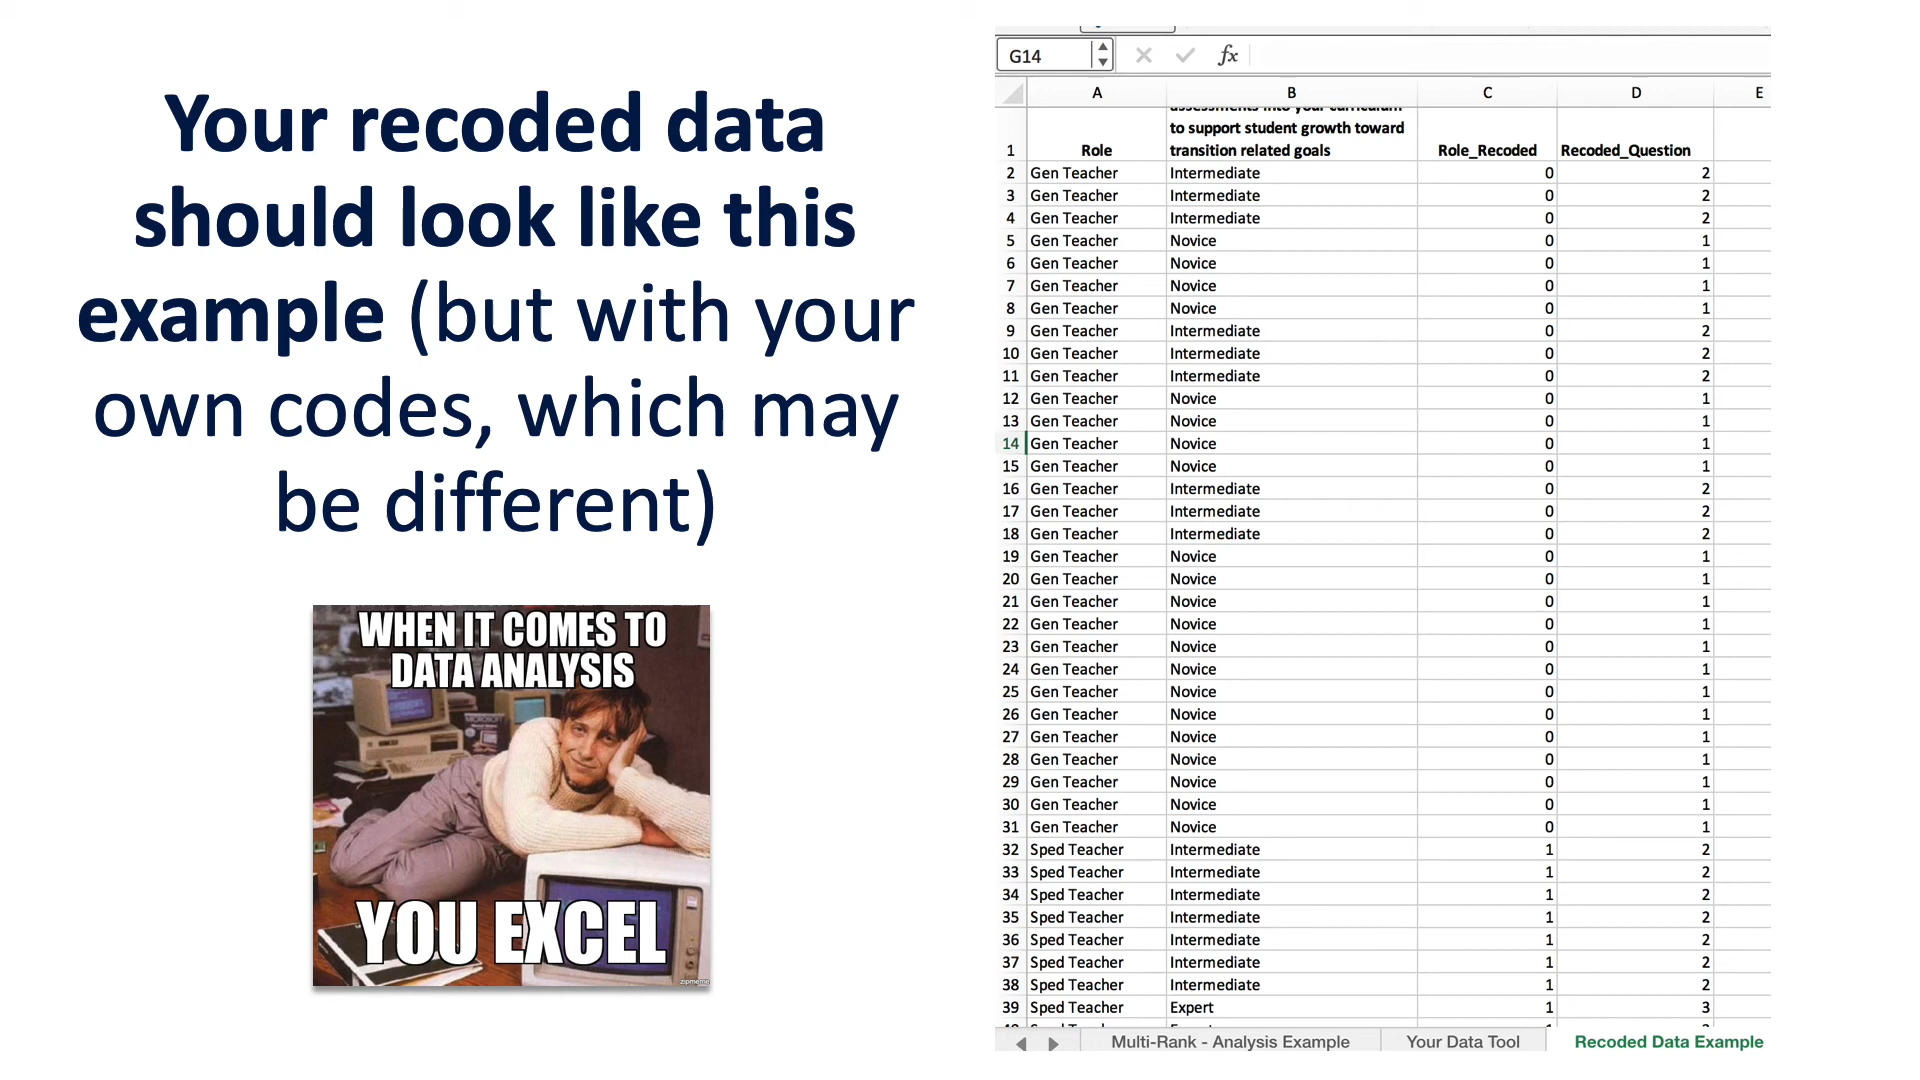 Your recoded data
should look like this
example (but with your
own codes, which may
be different)
WHEN IT COMES TO
DATA ANALYSIS
MICROSOFT
YOU EXCEL
zipmeme
G14 fx
A B C D E
assessments into your curriculum
to support student growth toward
1 Role transition related goals Role_Recoded Recoded_Question
2 Gen Teacher Intermediate 0 2
3 Gen Teacher Intermediate 0 2
4 Gen Teacher Intermediate 0 2
5 Gen Teacher Novice 0 1
6 Gen Teacher Novice 0 1
7 Gen Teacher Novice 0 1
8 Gen Teacher Novice 0 1
9 Gen Teacher Intermediate 0 2
10 Gen Teacher Intermediate 0 2
11 Gen Teacher Intermediate 0 2
12 Gen Teacher Novice 0 1
13 Gen Teacher Novice 0 1
14 Gen Teacher Novice 0 1
15 Gen Teacher Novice 0 1
16 Gen Teacher Intermediate 0 2
17 Gen Teacher Intermediate 0 2
18 Gen Teacher Intermediate 0 2
19 Gen Teacher Novice 0 1
20 Gen Teacher Novice 0 1
21 Gen Teacher Novice 0 1
22 Gen Teacher Novice 0 1
23 Gen Teacher Novice 0 1
24 Gen Teacher Novice 0 1
25 Gen Teacher Novice 0 1
26 Gen Teacher Novice 0 1
27 Gen Teacher Novice 0 1
28 Gen Teacher Novice 0 1
29 Gen Teacher Novice 0 1
30 Gen Teacher Novice 0 1
31 Gen Teacher Novice 0 1
32 Sped Teacher Intermediate 1 2
33 Sped Teacher Intermediate 1 2
34 Sped Teacher Intermediate 1 2
35 Sped Teacher Intermediate 1 2
36 Sped Teacher Intermediate 1 2
37 Sped Teacher Intermediate 1 2
38 Sped Teacher Intermediate 1 2
39 Sped Teacher Expert 1 3
Multi-Rank - Analysis Example Your Data Tool Recoded Data Example